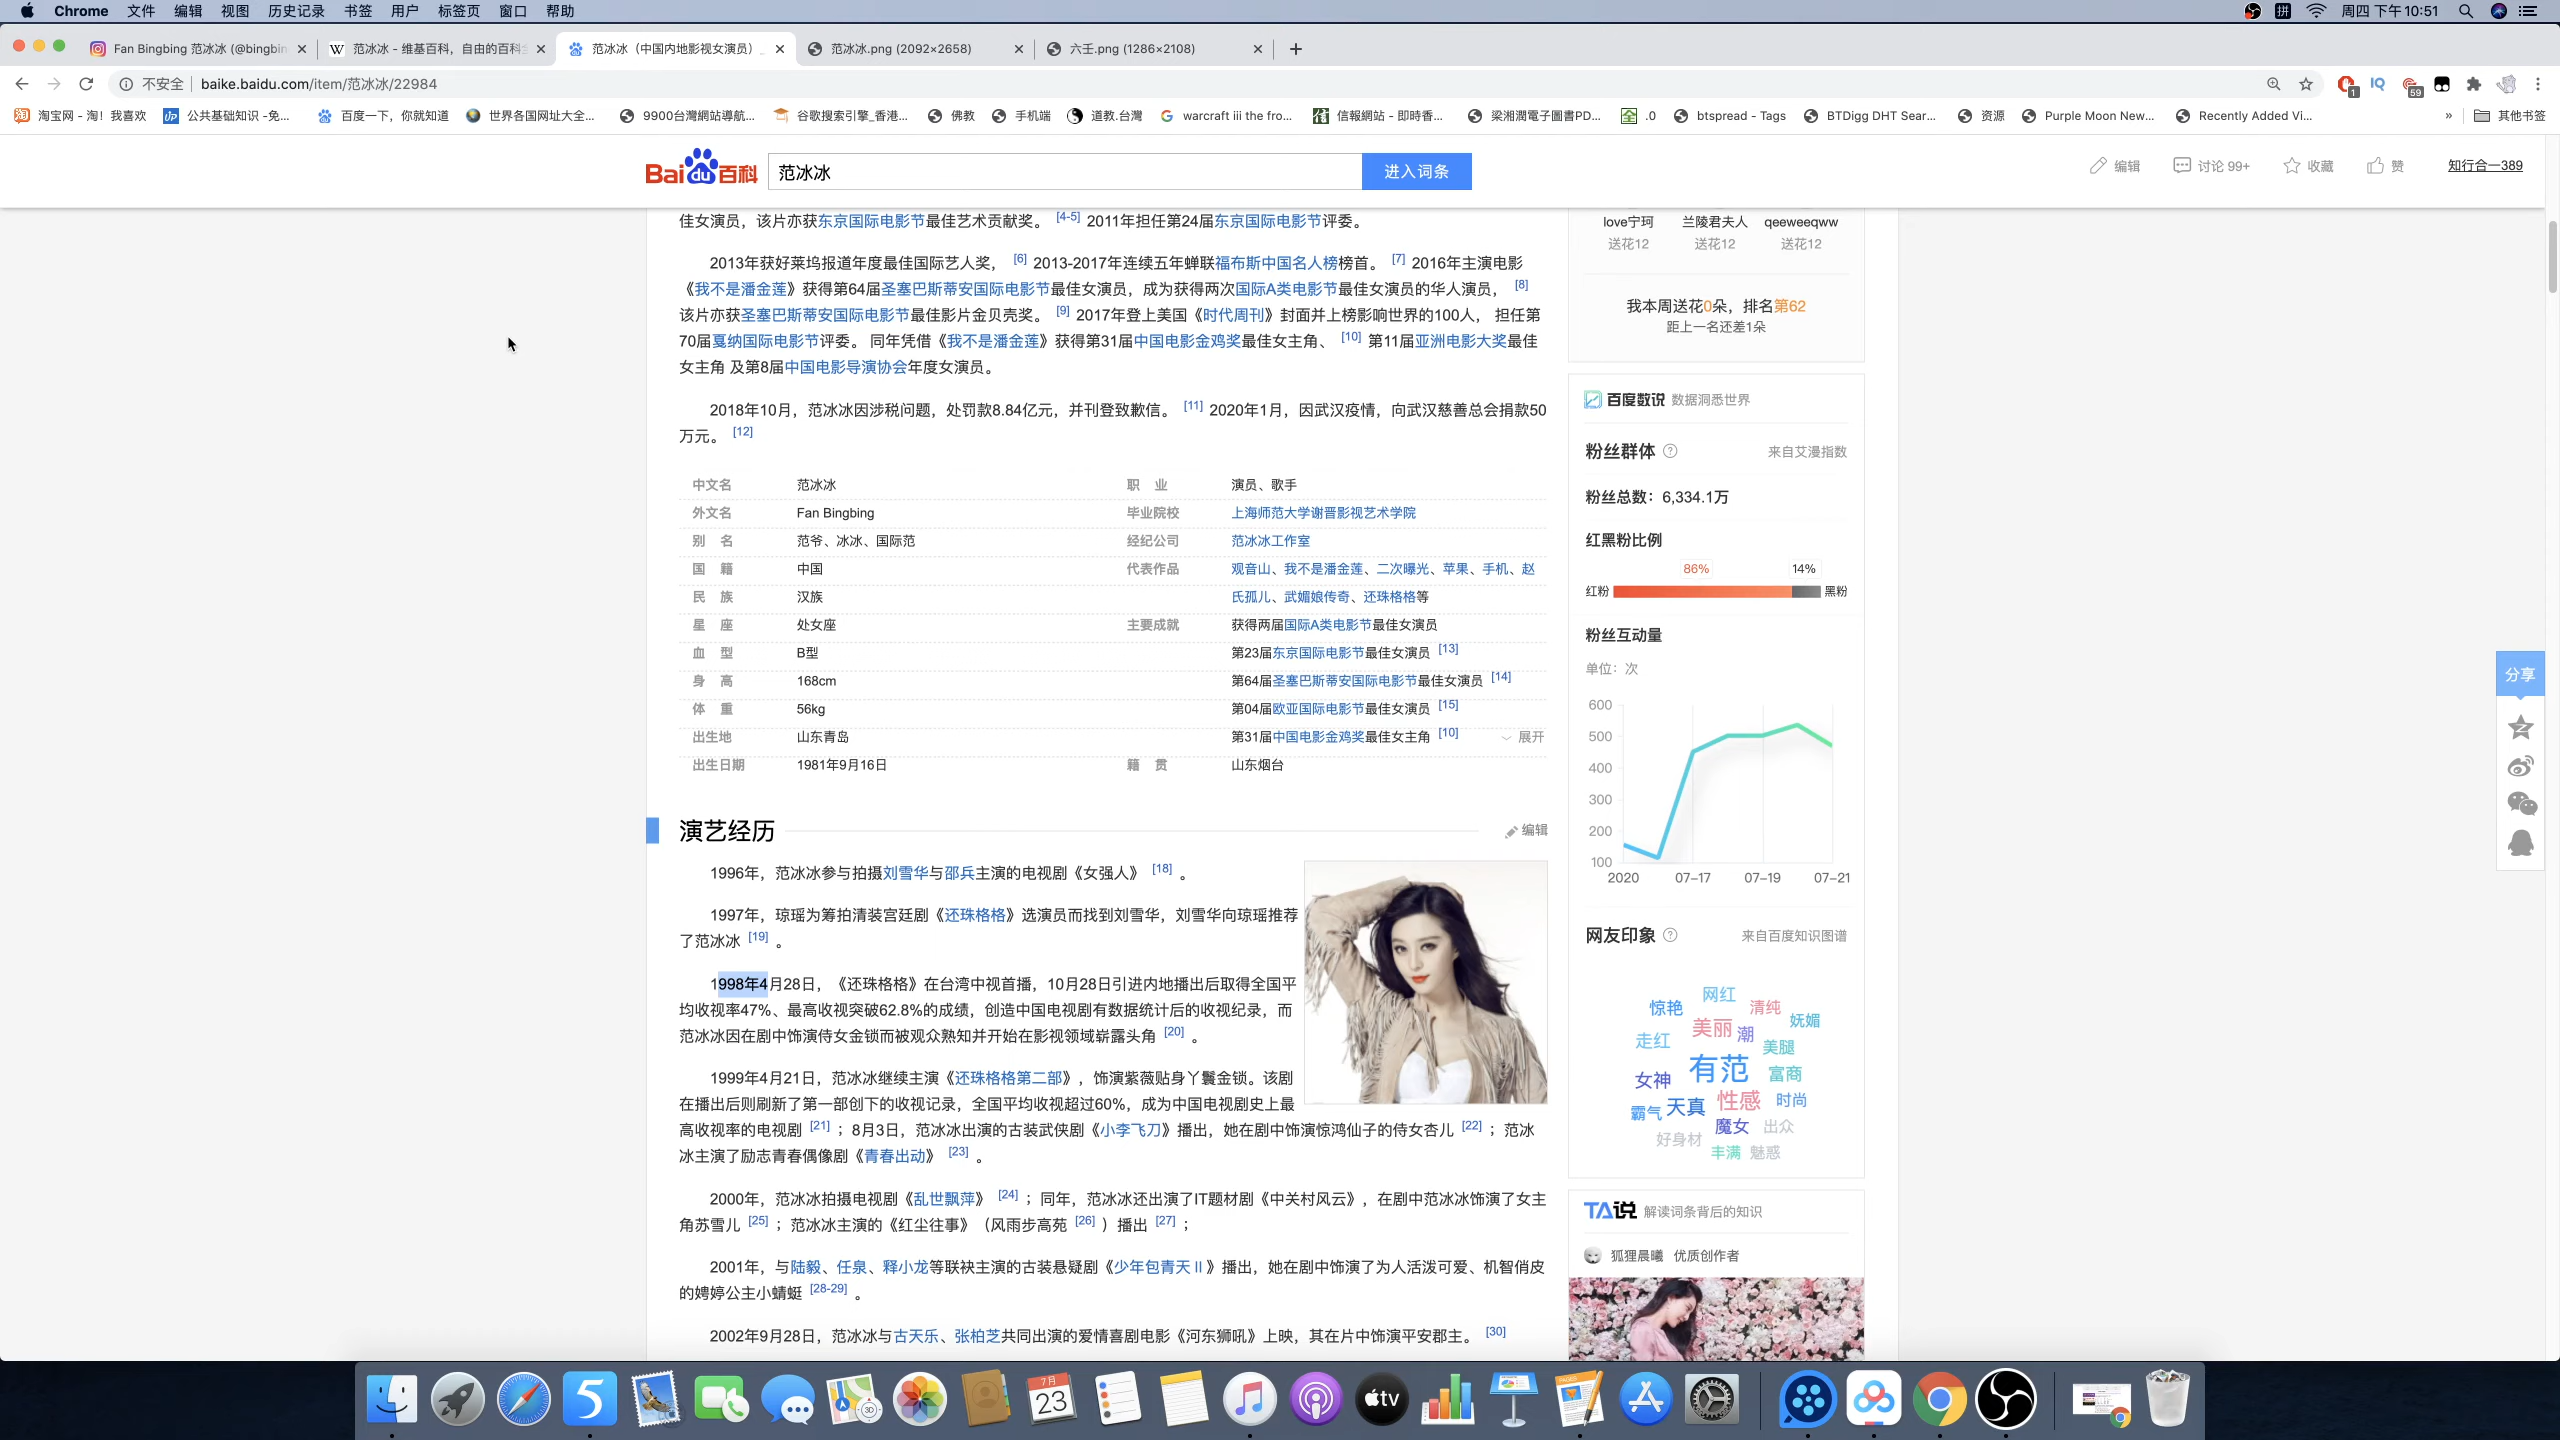 Chrome 文件 编辑 视图 历史记录 书签 用户 标签页 窗口 帮助
拼 周四 下午10:51
Fan Bingbing 范冰冰 (@bingbin
W 范冰冰 - 维基百科，自由的百科全
范冰冰（中国内地影视女演员）_
范冰冰.png (2092×2658)
六壬.png (1286×2108)
不安全 baike.baidu.com/item/范冰冰/22984
1 IQ 59
淘宝网 - 淘！我喜欢 公共基础知识 -免... 百度一下，你就知道 世界各国网址大全... 9900台灣網站導航... 谷歌搜索引擎_香港... 佛教 手机端 道教.台灣 warcraft iii the fro... 信報網站 - 即時香... 梁湘潤電子圖書PD... .0 btspread - Tags BTDigg DHT Sear... 资源 Purple Moon New... Recently Added Vi... » 其他书签
Bai du 百科 范冰冰 进入词条
编辑 讨论 99+ 收藏 赞 知行合一389
佳女演员，该片亦获东京国际电影节最佳艺术贡献奖。 [4-5] 2011年担任第24届东京国际电影节评委。
2013年获好莱坞报道年度最佳国际艺人奖， [6] 2013-2017年连续五年蝉联福布斯中国名人榜榜首。 [7] 2016年主演电影
《我不是潘金莲》获得第64届圣塞巴斯蒂安国际电影节最佳女演员，成为获得两次国际A类电影节最佳女演员的华人演员， [8]
该片亦获圣塞巴斯蒂安国际电影节最佳影片金贝壳奖。 [9] 2017年登上美国《时代周刊》封面并上榜影响世界的100人， 担任第
70届戛纳国际电影节评委。 同年凭借《我不是潘金莲》获得第31届中国电影金鸡奖最佳女主角、 [10] 第11届亚洲电影大奖最佳
女主角 及第8届中国电影导演协会年度女演员。
2018年10月，范冰冰因涉税问题，处罚款8.84亿元，并刊登致歉信。 [11] 2020年1月，因武汉疫情，向武汉慈善总会捐款50
万元。 [12]
中文名 范冰冰 职 业 演员、歌手
外文名 Fan Bingbing 毕业院校 上海师范大学谢晋影视艺术学院
别 名 范爷、冰冰、国际范 经纪公司 范冰冰工作室
国 籍 中国 代表作品 观音山、我不是潘金莲、二次曝光、苹果、手机、赵
民 族 汉族 氏孤儿、武媚娘传奇、还珠格格等
星 座 处女座 主要成就 获得两届国际A类电影节最佳女演员
血 型 B型 第23届东京国际电影节最佳女演员 [13]
身 高 168cm 第64届圣塞巴斯蒂安国际电影节最佳女演员 [14]
体 重 56kg 第04届欧亚国际电影节最佳女演员 [15]
出生地 山东青岛 第31届中国电影金鸡奖最佳女主角 [10] 展开
出生日期 1981年9月16日 籍 贯 山东烟台
演艺经历 编辑
1996年，范冰冰参与拍摄刘雪华与邵兵主演的电视剧《女强人》 [18] 。
1997年，琼瑶为筹拍清装宫廷剧《还珠格格》选演员而找到刘雪华，刘雪华向琼瑶推荐
了范冰冰 [19] 。
1998年4月28日，《还珠格格》在台湾中视首播，10月28日引进内地播出后取得全国平
均收视率47%、最高收视突破62.8%的成绩，创造中国电视剧有数据统计后的收视纪录，而
范冰冰因在剧中饰演侍女金锁而被观众熟知并开始在影视领域崭露头角 [20] 。
1999年4月21日，范冰冰继续主演《还珠格格第二部》，饰演紫薇贴身丫鬟金锁。该剧
在播出后则刷新了第一部创下的收视记录，全国平均收视超过60%，成为中国电视剧史上最
高收视率的电视剧 [21] ；8月3日，范冰冰出演的古装武侠剧《小李飞刀》播出，她在剧中饰演惊鸿仙子的侍女杏儿 [22] ；范冰
冰主演了励志青春偶像剧《青春出动》 [23] 。
2000年，范冰冰拍摄电视剧《乱世飘萍》 [24] ；同年，范冰冰还出演了IT题材剧《中关村风云》，在剧中范冰冰饰演了女主
角苏雪儿 [25] ；范冰冰主演的《红尘往事》（风雨步高苑 [26] ）播出 [27] ；
2001年，与陆毅、任泉、释小龙等联袂主演的古装悬疑剧《少年包青天Ⅱ》播出，她在剧中饰演了为人活泼可爱、机智俏皮
的娉婷公主小蜻蜓 [28-29] 。
2002年9月28日，范冰冰与古天乐、张柏芝共同出演的爱情喜剧电影《河东狮吼》上映，其在片中饰演平安郡主。 [30]
love宁珂 兰陵君夫人 qeeweeqww
送花12 送花12 送花12
我本周送花0朵，排名第62
距上一名还差1朵
百度数说 数据洞悉世界
粉丝群体 ? 来自艾漫指数
粉丝总数：6,334.1万
红黑粉比例
86% 14%
红粉 黑粉
粉丝互动量
单位：次
600
500
400
300
200
100
2020 07-17 07-19 07-21
网友印象 ? 来自百度知识图谱
网红
惊艳 清纯
妩媚
美丽 潮
走红 美腿
有范
女神 富商
性感 时尚
霸气 天真
魔女 出众
好身材
丰满 魅惑
TA说 解读词条背后的知识
狐狸晨曦 优质创作者
分享
5 3D 7月 23 tv PAGES